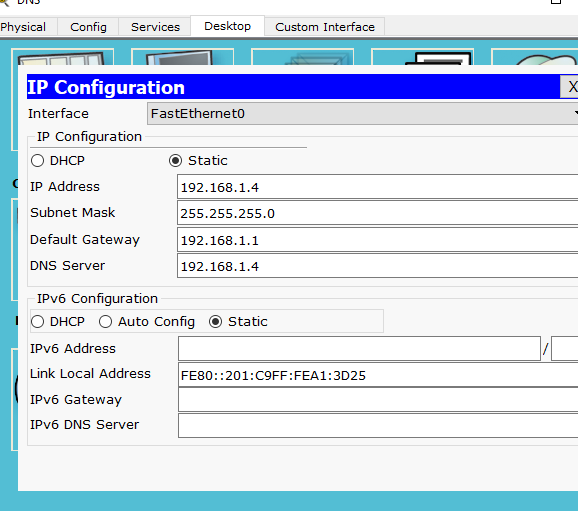 DNS
Physical Config Services Desktop Custom Interface
IP Configuration X
Interface FastEthernet0
IP Configuration
DHCP Static
IP Address 192.168.1.4
Subnet Mask 255.255.255.0
Default Gateway 192.168.1.1
DNS Server 192.168.1.4
IPv6 Configuration
DHCP Auto Config Static
IPv6 Address /
Link Local Address FE80::201:C9FF:FEA1:3D25
IPv6 Gateway
IPv6 DNS Server